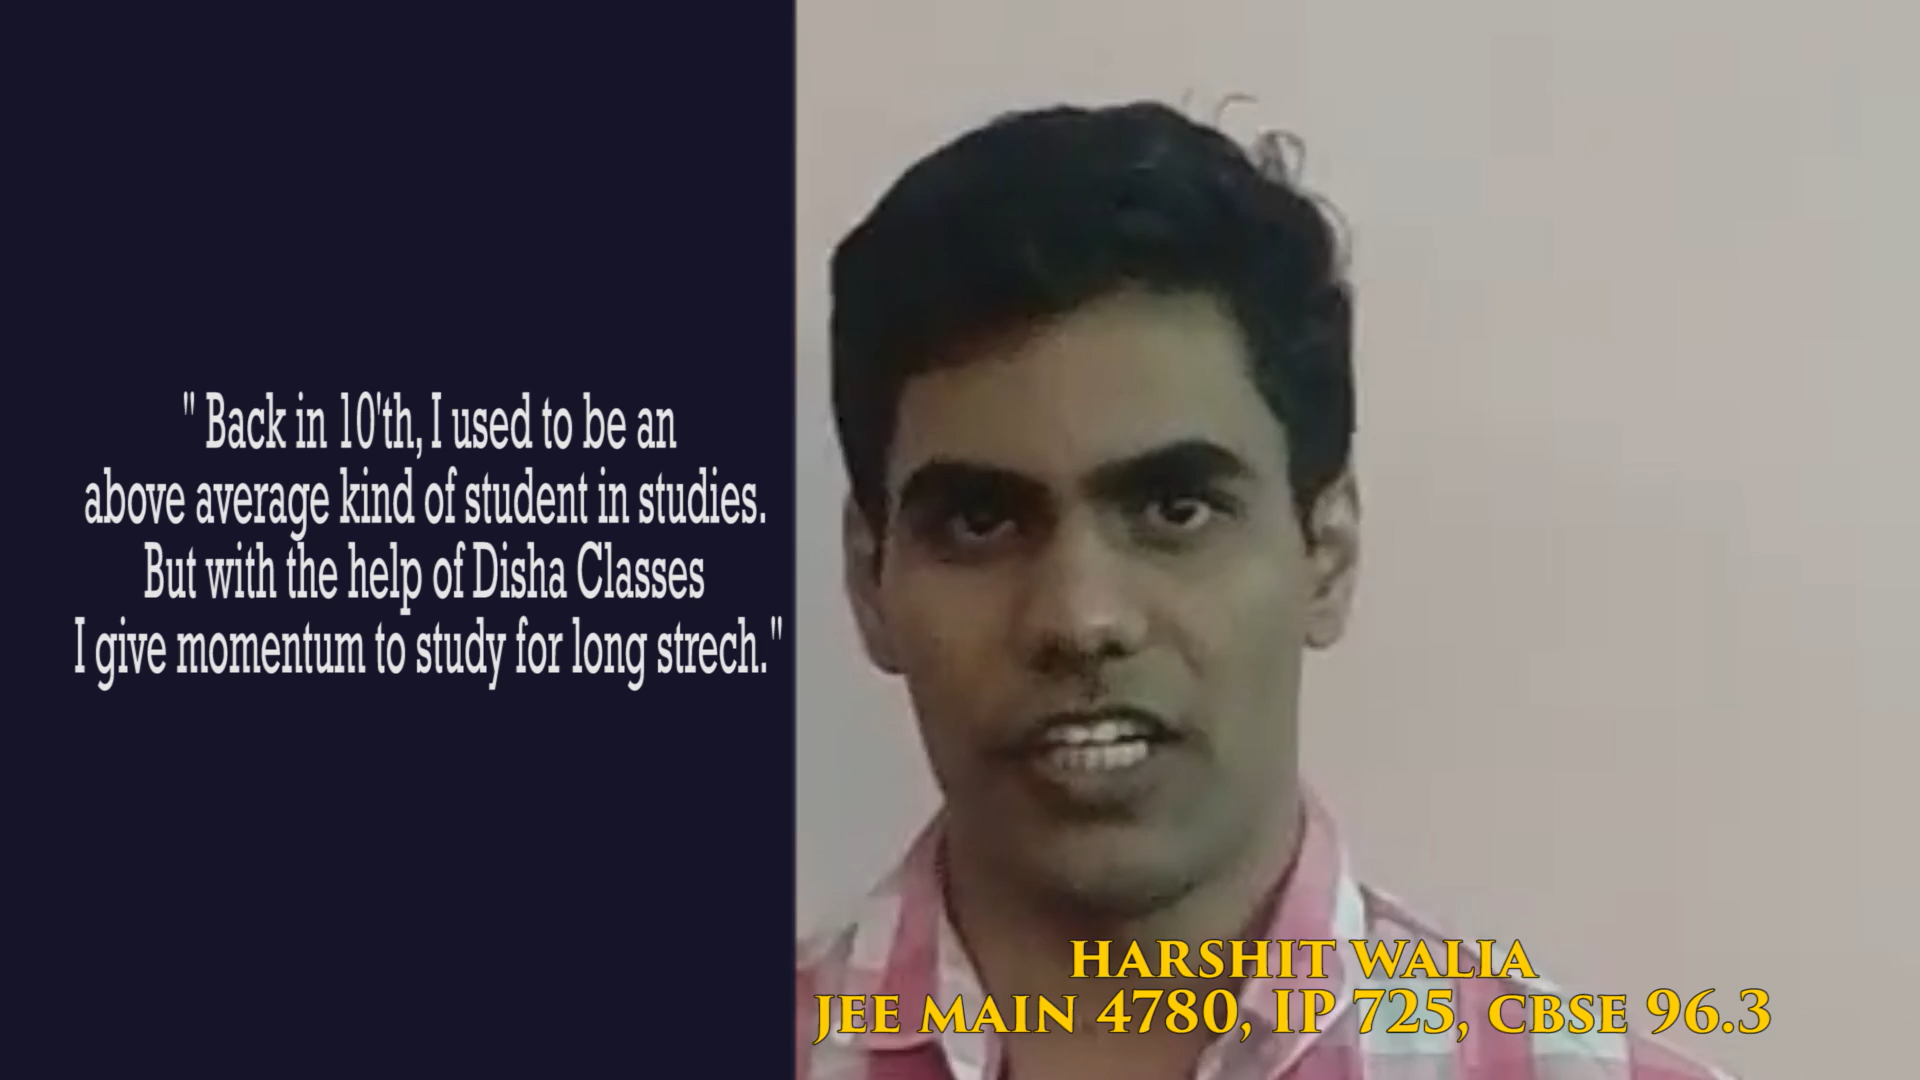 " Back in 10'th, I used to be an
above average kind of student in studies.
But with the help of Disha Classes
I give momentum to study for long strech."
HARSHIT WALIA
JEE MAIN 4780, IP 725, CBSE 96.3